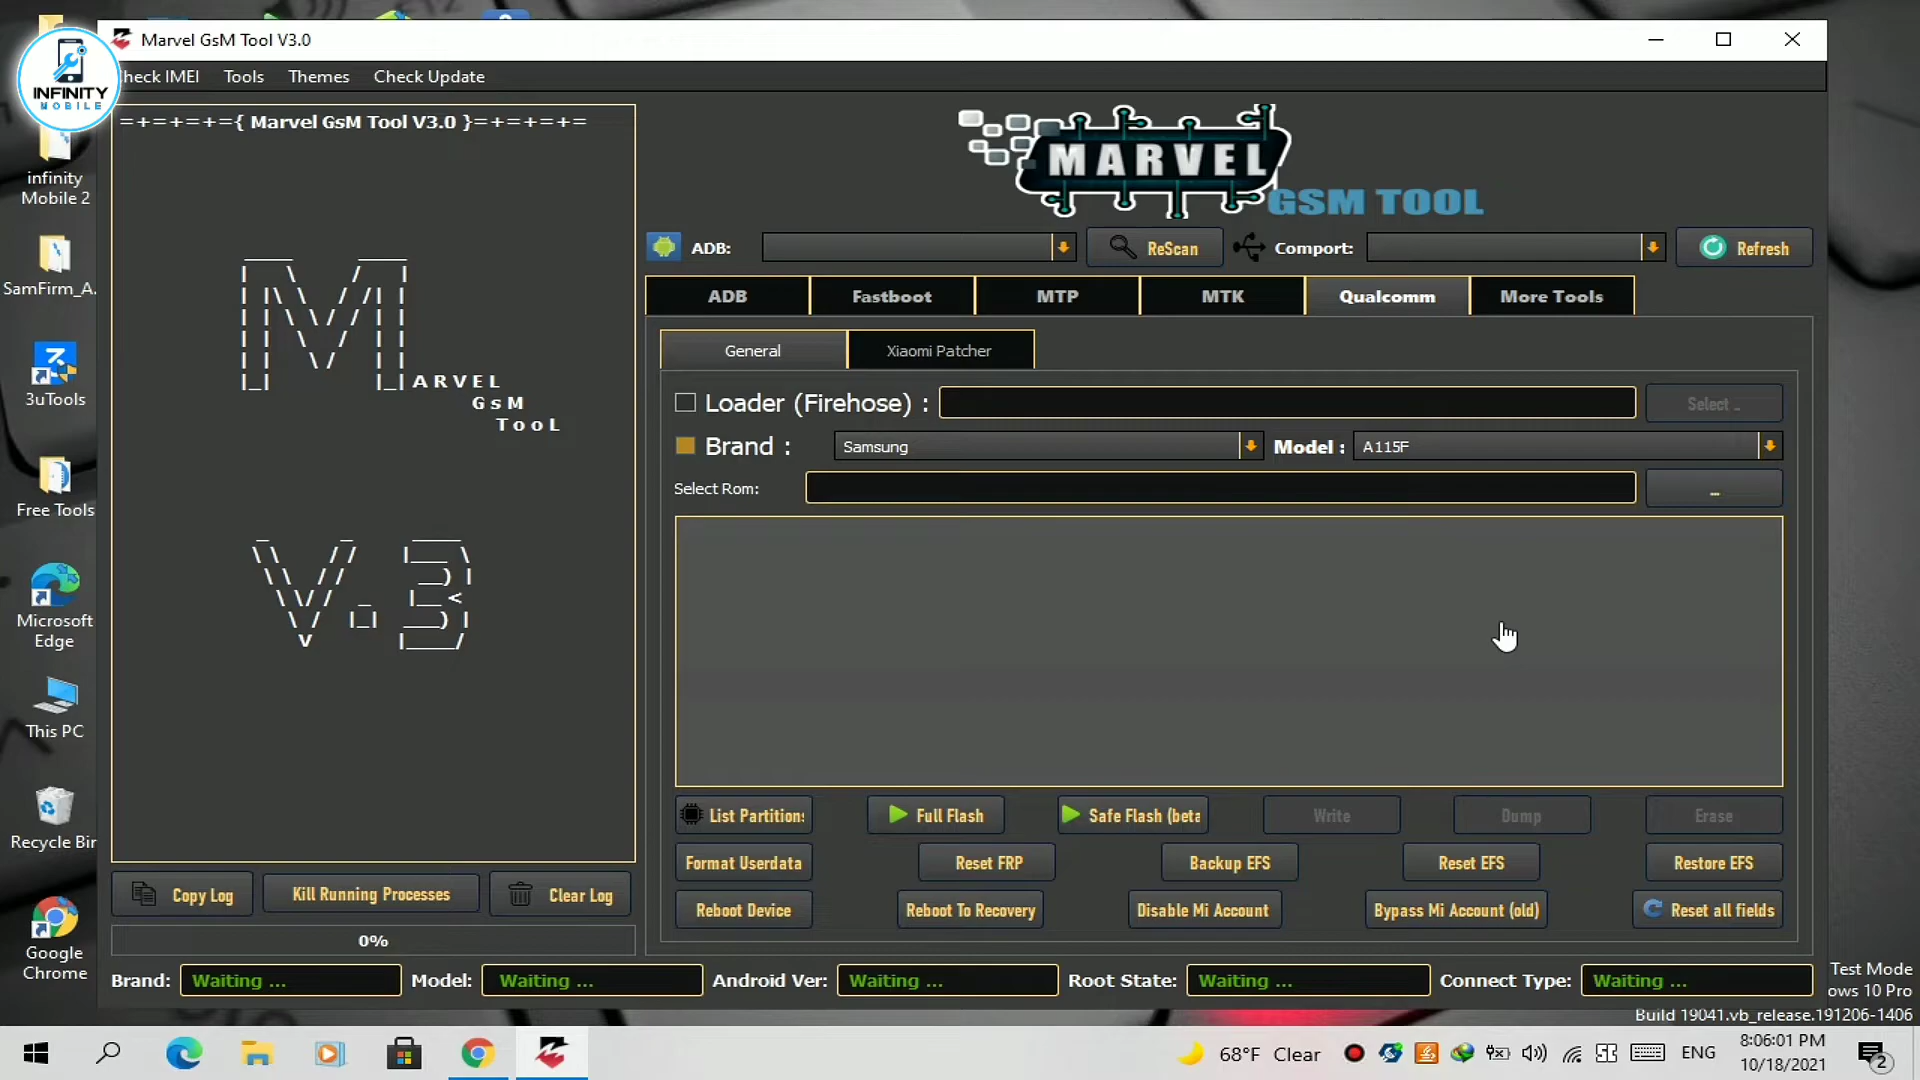 Marvel GsM Tool V3.0
INFINITY
MOBILE
heck IMEI
Tools
Themes
Check Update
=+=+=+={ Marvel GsM Tool V3.0 }=+=+=+=
ARVEL
GsM
TooL
V.3
MARVEL
GSM TOOL
ADB:
ReScan
Comport:
Refresh
ADB
Fastboot
MTP
MTK
Qualcomm
More Tools
General
Xiaomi Patcher
Loader (Firehose) :
Select ..
Brand :
Samsung
Model :
A115F
Select Rom:
...
List Partitions
Full Flash
Safe Flash (beta
Write
Dump
Erase
Format Userdata
Reset FRP
Backup EFS
Reset EFS
Restore EFS
Reboot Device
Reboot To Recovery
Disable Mi Account
Bypass Mi Account (old)
Reset all fields
Copy Log
Kill Running Processes
Clear Log
0%
Brand:
Waiting ...
Model:
Waiting ...
Android Ver:
Waiting ...
Root State:
Waiting ...
Connect Type:
Waiting ...
infinity
Mobile 2
SamFirm_A.
3uTools
Free Tools
Microsoft
Edge
This PC
Recycle Bir
Google
Chrome
Test Mode
ows 10 Pro
Build 19041.vb_release.191206-1406
68°F Clear
ENG
8:06:01 PM
10/18/2021
2